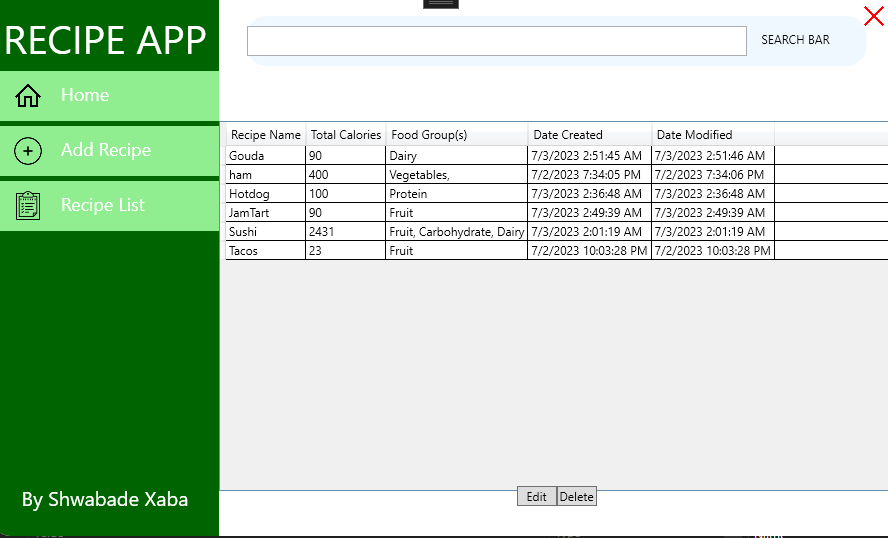 RECIPE APP
SEARCH BAR
Home
Add Recipe
Recipe List
Recipe Name Total Calories Food Group(s) Date Created Date Modified
Gouda 90 Dairy 7/3/2023 2:51:45 AM 7/3/2023 2:51:46 AM
ham 400 Vegetables, 7/2/2023 7:34:05 PM 7/2/2023 7:34:06 PM
Hotdog 100 Protein 7/3/2023 2:36:48 AM 7/3/2023 2:36:48 AM
JamTart 90 Fruit 7/3/2023 2:49:39 AM 7/3/2023 2:49:39 AM
Sushi 2431 Fruit, Carbohydrate, Dairy 7/3/2023 2:01:19 AM 7/3/2023 2:01:19 AM
Tacos 23 Fruit 7/2/2023 10:03:28 PM 7/2/2023 10:03:28 PM
Edit Delete
By Shwabade Xaba